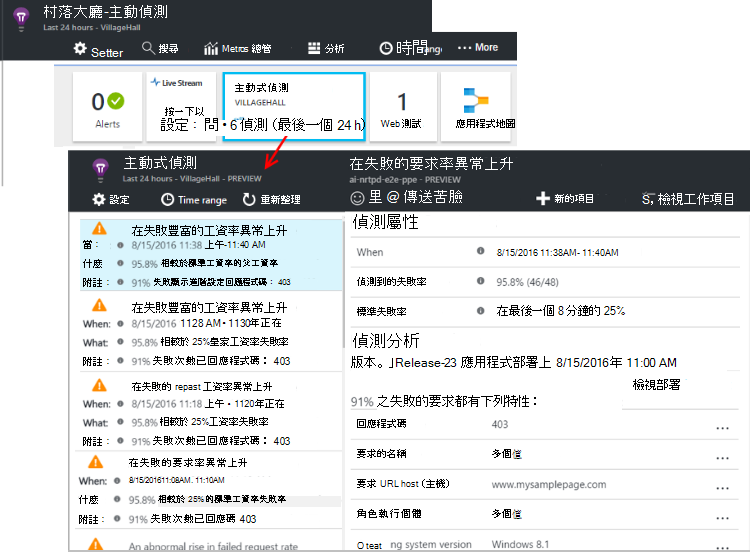 村落大廳-主動偵測
Last 24 hours - VillageHall
Setter
搜尋
Metros 總管
分析
時間
ange
More
0
Alerts
Live Stream
按一下以
主動式偵測
VILLAGEHALL
設定：問・6 偵測 (最後一個 24 h)
1
Web 測試
應用程式地圖
主動式偵測
Last 24 hours - VillageHall - PREVIEW
設定
Time range
重新整理
在失敗豐富的工資率異常上升
當：
8/15/2016 11:38 上午-11:40 AM
什麼
95.8% 相較於標準工資率的父工資率
附註：
91% 失敗顯示進階設定回應程式碼：403
在失敗豐富的工資率異常上升
When:
8/15/2016 1128 AM・1130年正在
What:
95.8% 相較於 25%皇家工資率失敗率
附註：
91% 失敗次數已回應程式碼：403
在失敗的 repast 工資率異常上升
When:
8/15/2016 11:18 上午・1120年正在
What:
95.8% 相較於 25%工資率失敗率
附註：
91% 失敗次數已回應程式碼：403
在失敗的要求率異常上升
When:
8/15/201611:08AM. 11:10AM
什麼
95.8% 相較於 25%的標準工資率失敗率
附註：
91% 失敗次數已回應程式碼 403
An abnormal rise in failed request rate
在失敗的要求率異常上升
ai-nrtpd-e2e-ppe - PREVIEW
里 @ 傳送苦臉
新的項目
S, 檢視工作項目
偵測屬性
When
8/15/2016 11:38AM- 11:40AM
偵測到的失敗率
95.8% (46/48)
標準失敗率
在最後一個 8 分鐘的 25%
偵測分析
版本。JRelease-23 應用程式部署上 8/15/2016年 11:00 AM
檢視部署
91% 之失敗的要求都有下列特性：
回應程式碼
403
...
要求的名稱
多個值
...
要求 URL host (主機)
www.mysamplepage.com
...
角色執行個體
多個值
...
O teat
ng system version
Windows 8.1
...